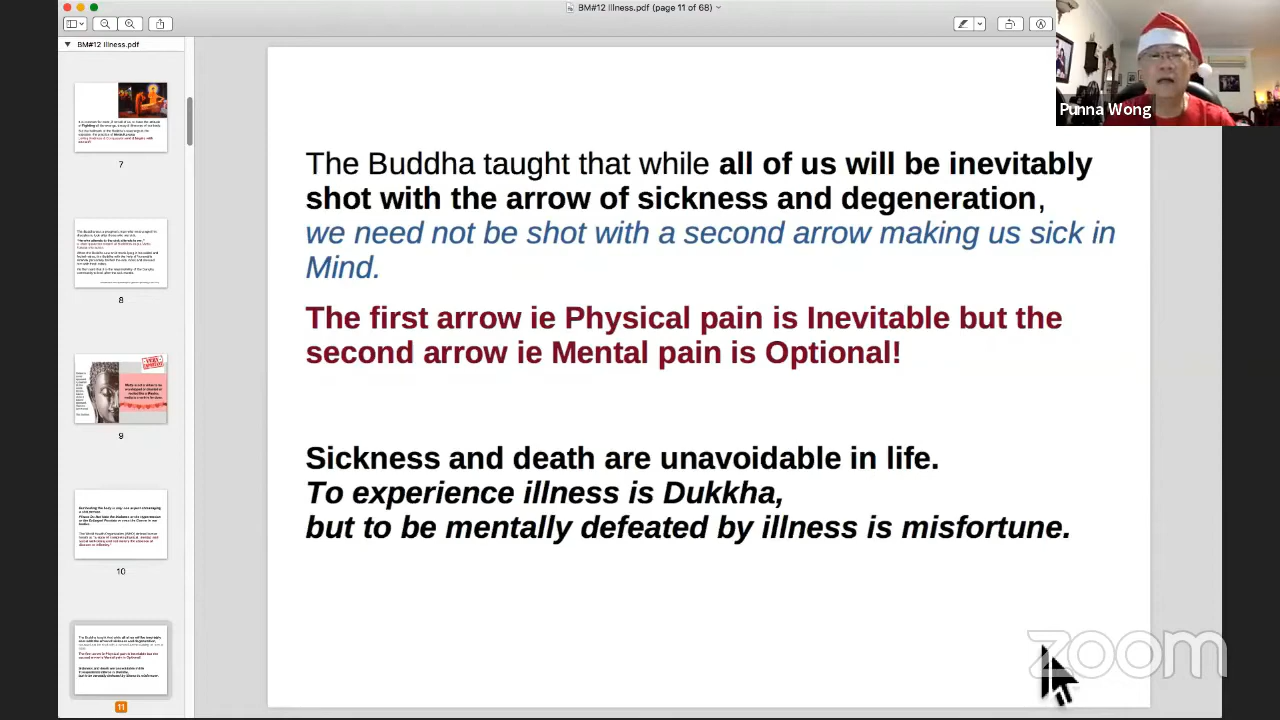 BM#12 Illness.pdf (page 11 of 68)
BM#12 Illness.pdf
7
8
9
10
11
Punna Wong
The Buddha taught that while all of us will be inevitably
shot with the arrow of sickness and degeneration,
we need not be shot with a second arrow making us sick in
Mind.
The first arrow ie Physical pain is Inevitable but the
second arrow ie Mental pain is Optional!
Sickness and death are unavoidable in life.
To experience illness is Dukkha,
but to be mentally defeated by illness is misfortune.
zoom